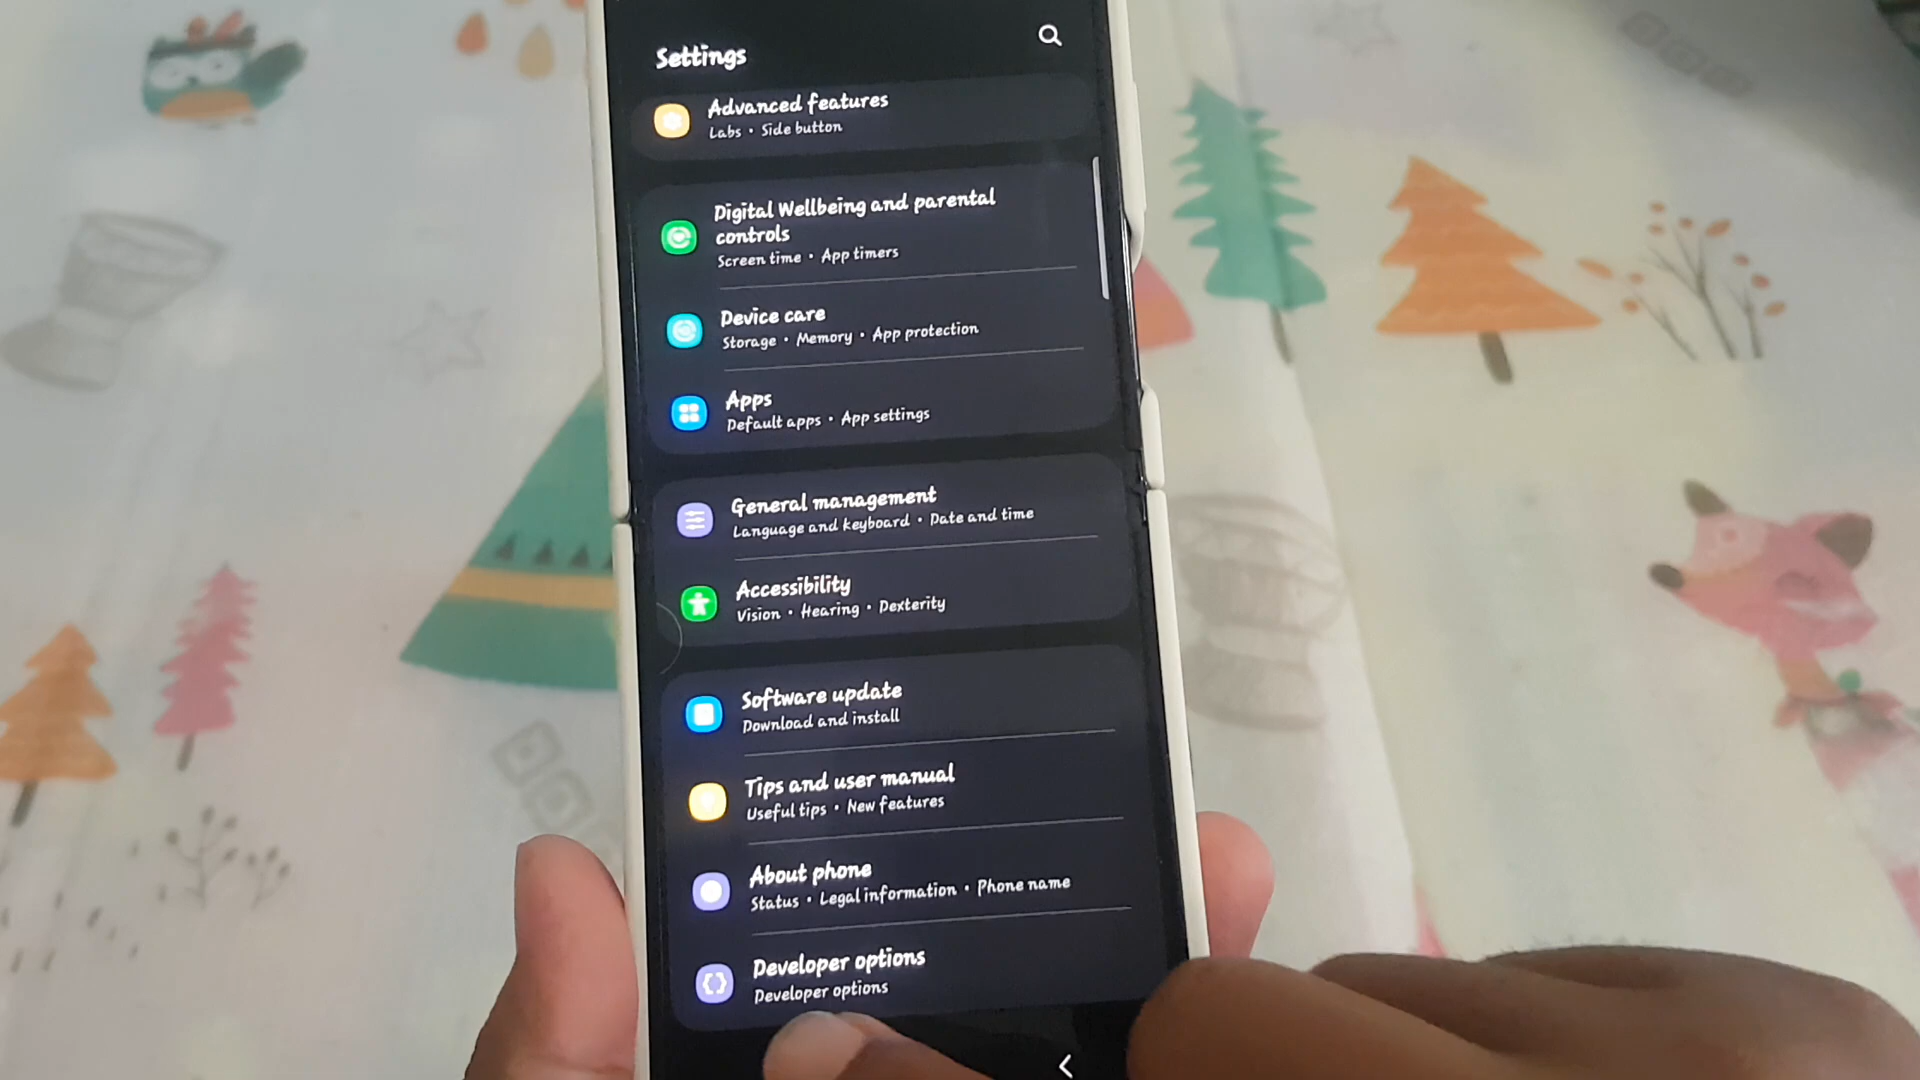 Settings
Advanced features
Labs • Side button
Digital Wellbeing and parental
controls
Screen time • App timers
Device care
Storage • Memory • App protection
Apps
Default apps • App settings
General management
Language and keyboard • Date and time
Accessibility
Vision • Hearing • Dexterity
Software update
Download and install
Tips and user manual
Useful tips • New features
About phone
Status • Legal information • Phone name
Developer options
Developer options